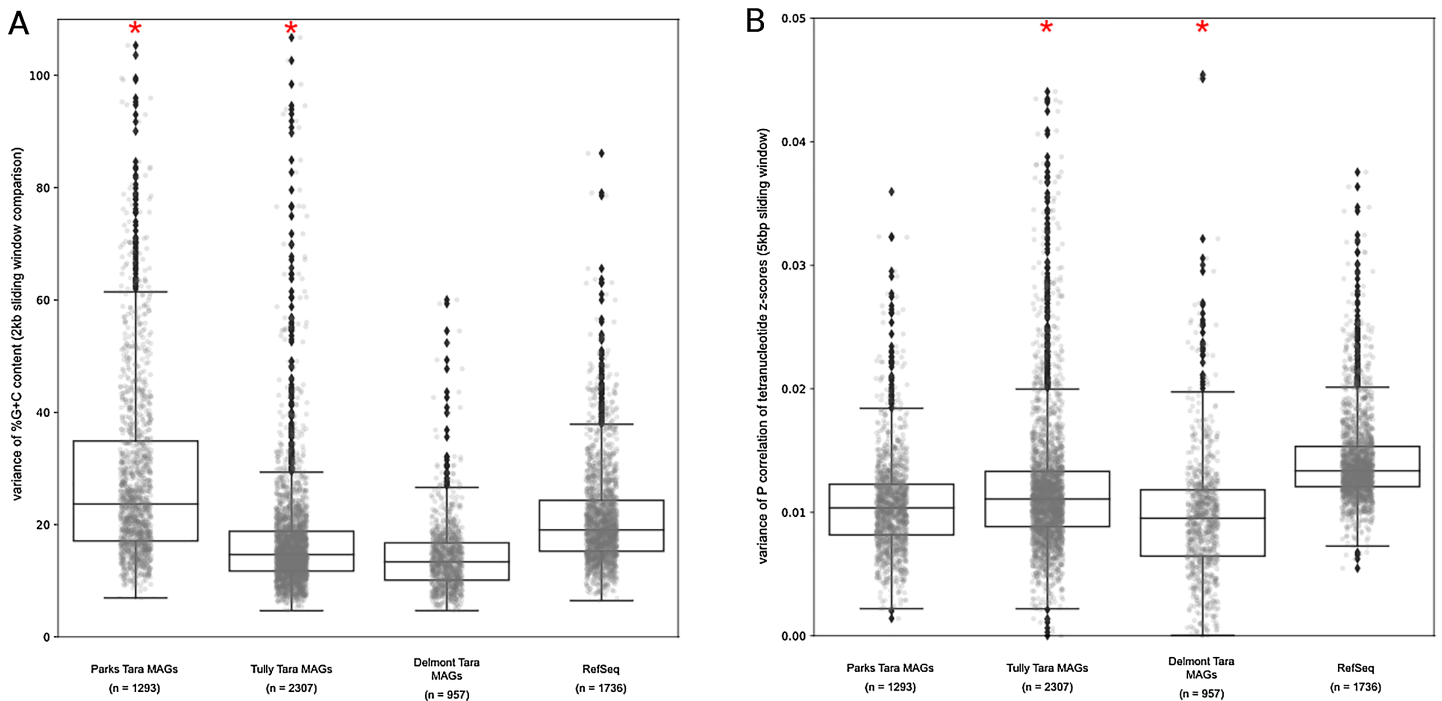 A
*
*
variance of %G+C content (2kb sliding window comparison)
100
80
60
40
20
0
Parks Tara MAGs
(n = 1293)
Tully Tara MAGs
(n = 2307)
Delmont Tara
MAGs
(n = 957)
RefSeq
(n = 1736)
B
*
*
variance of P correlation of tetranucleotide z-scores (5kbp sliding window)
0.05
0.04
0.03
0.02
0.01
0.00
Parks Tara MAGs
(n = 1293)
Tully Tara MAGs
(n = 2307)
Delmont Tara
MAGs
(n = 957)
RefSeq
(n = 1736)